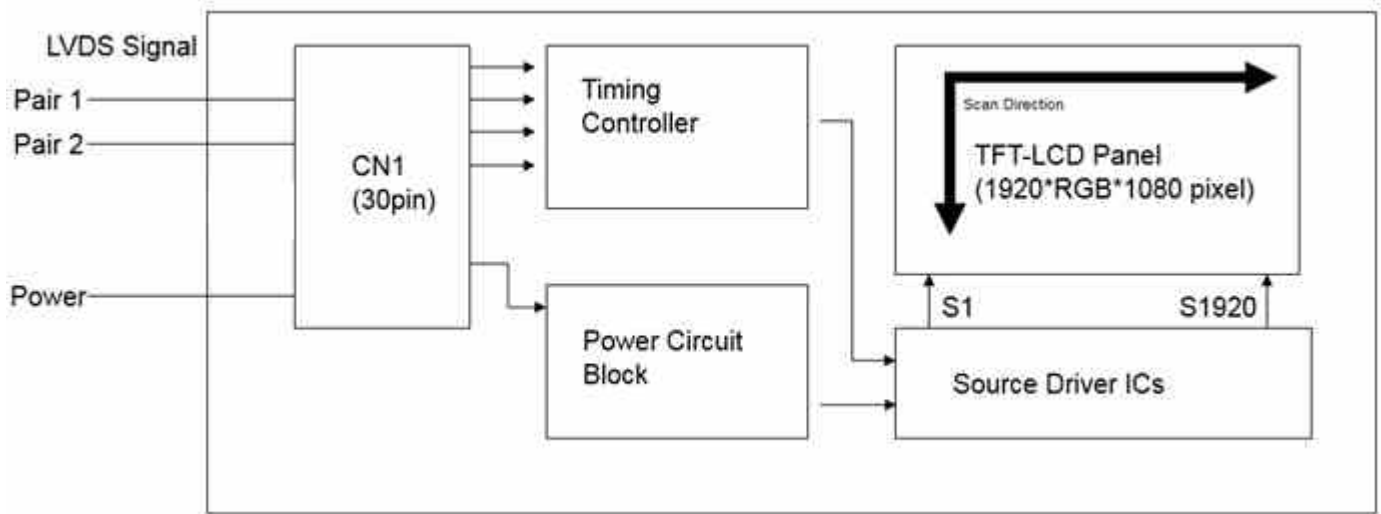 LVDS Signal
Pair 1
Pair 2
Power
CN1
(30pin)
Timing
Controller
Power Circuit
Block
Scan Direction
TFT-LCD Panel
(1920*RGB*1080 pixel)
S1
S1920
Source Driver ICs